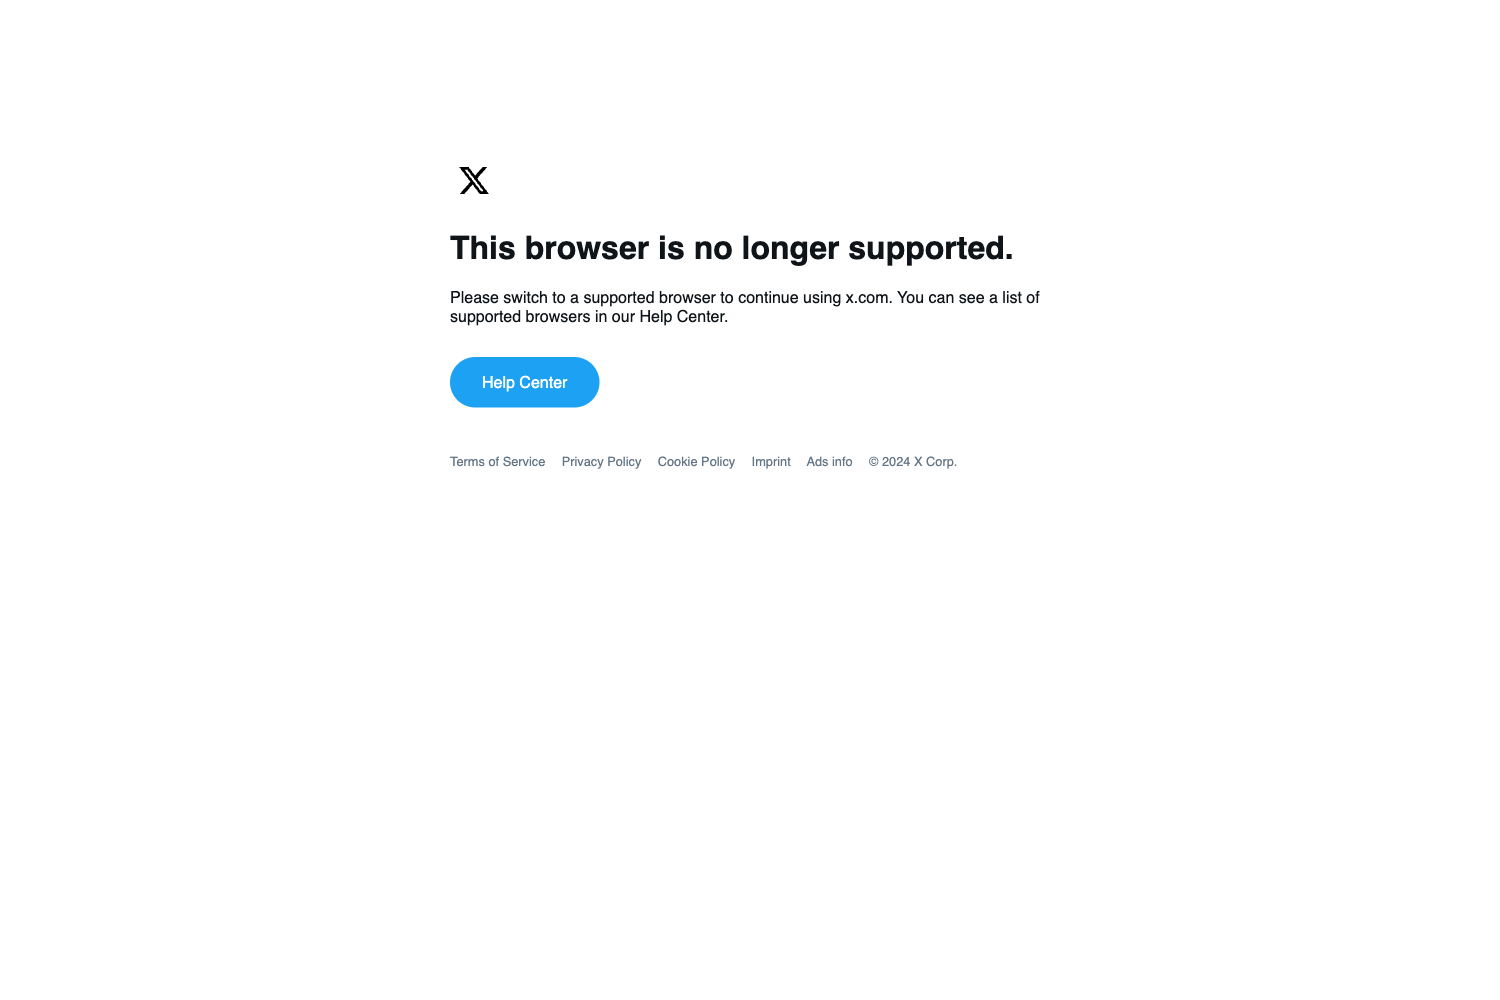 This browser is no longer supported.
Please switch to a supported browser to continue using x.com. You can see a list of
supported browsers in our Help Center.
Help Center
Terms of Service Privacy Policy Cookie Policy Imprint Ads info © 2024 X Corp.